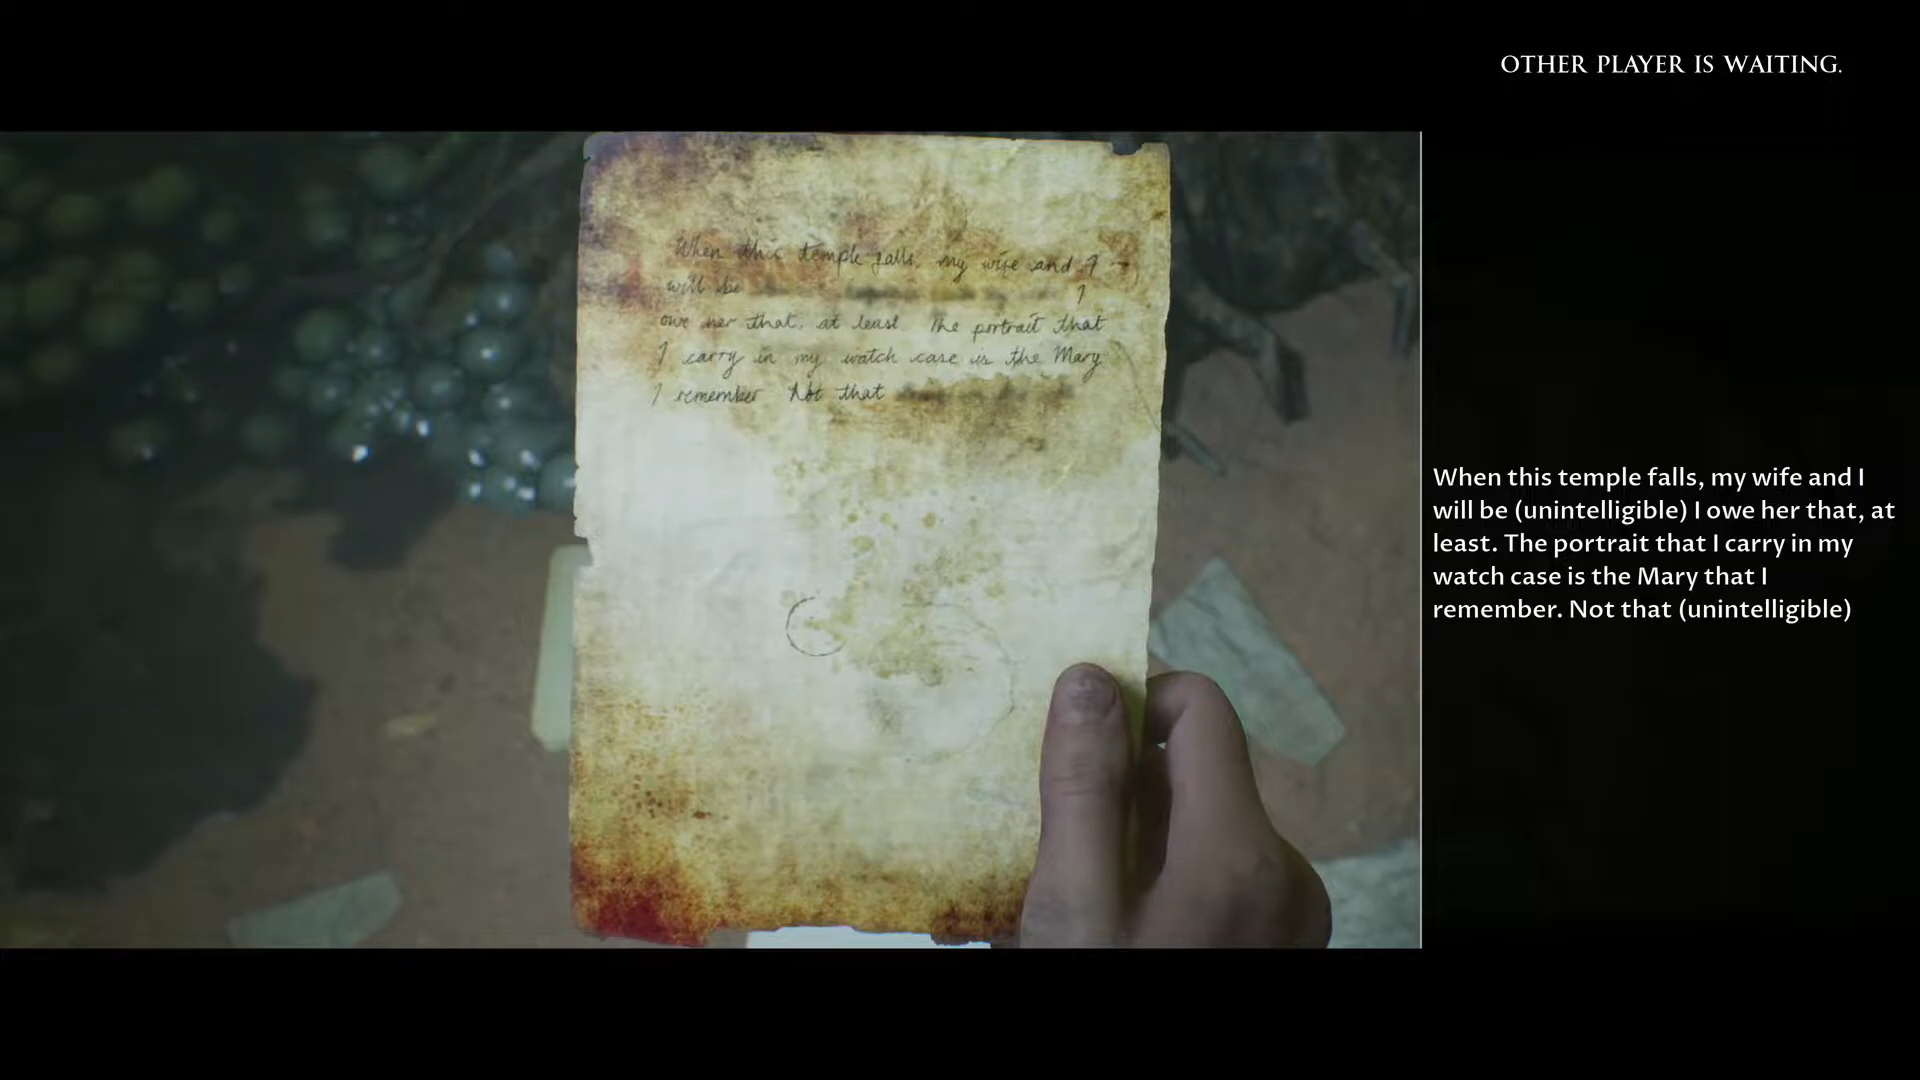 OTHER PLAYER IS WAITING.
When this temple falls, my wife and I
will be
I
owe her that, at least. The portrait that
I carry in my watch case is the Mary
I remember Not that
When this temple falls, my wife and I
will be (unintelligible) I owe her that, at
least. The portrait that I carry in my
watch case is the Mary that I
remember. Not that (unintelligible)